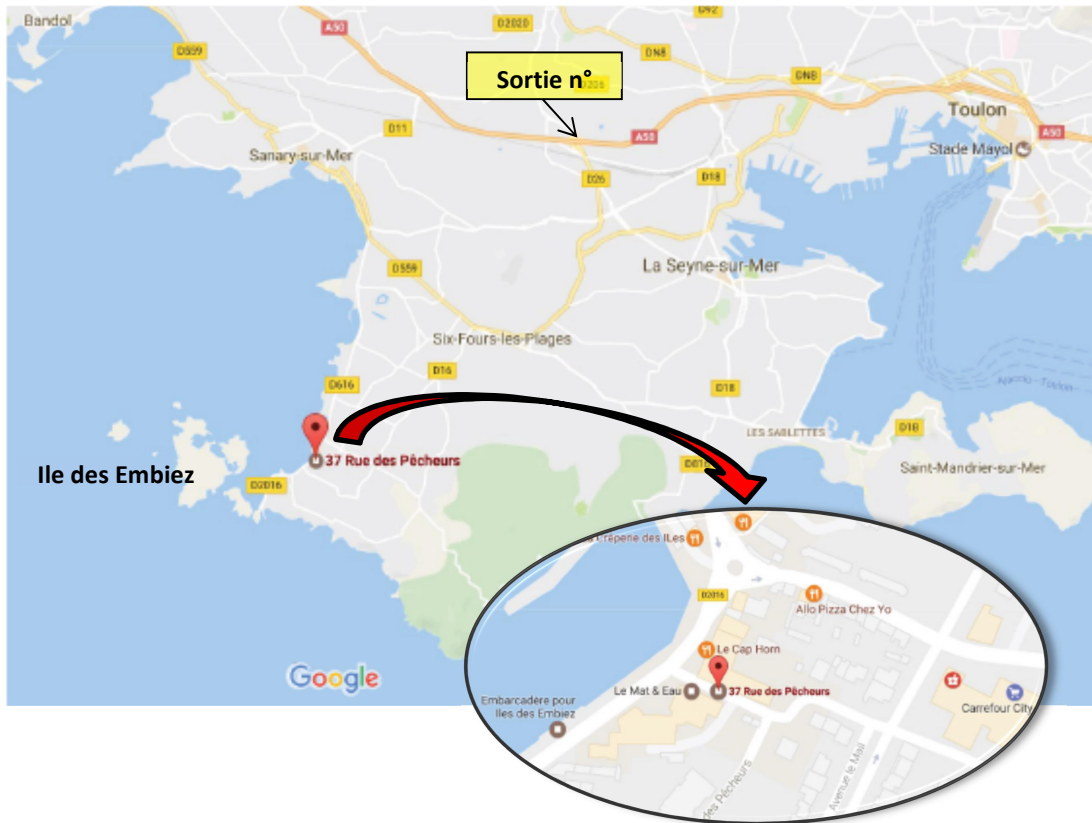 Bandol
A50
D2020
D92
D559
Sortie n°
D206
DN8
DN8
D11
A50
Toulon
A50
Stade Mayol
Sanary-sur-Mer
D26
D18
D559
La Seyne-sur-Mer
Six-Fours-les-Plages
D616
D16
D18
LES SABLETTES
D18
Ile des Embiez
37 Rue des Pêcheurs
D2016
Saint-Mandrier-sur-Mer
Crêperie des ILes
D2016
Allo Pizza Chez Yo
Le Cap Horn
Google
Le Mat & Eau
37 Rue des Pêcheurs
Embarcadère pour
Iles des Embiez
Carrefour City
Avenue le Mail
des Pêcheurs